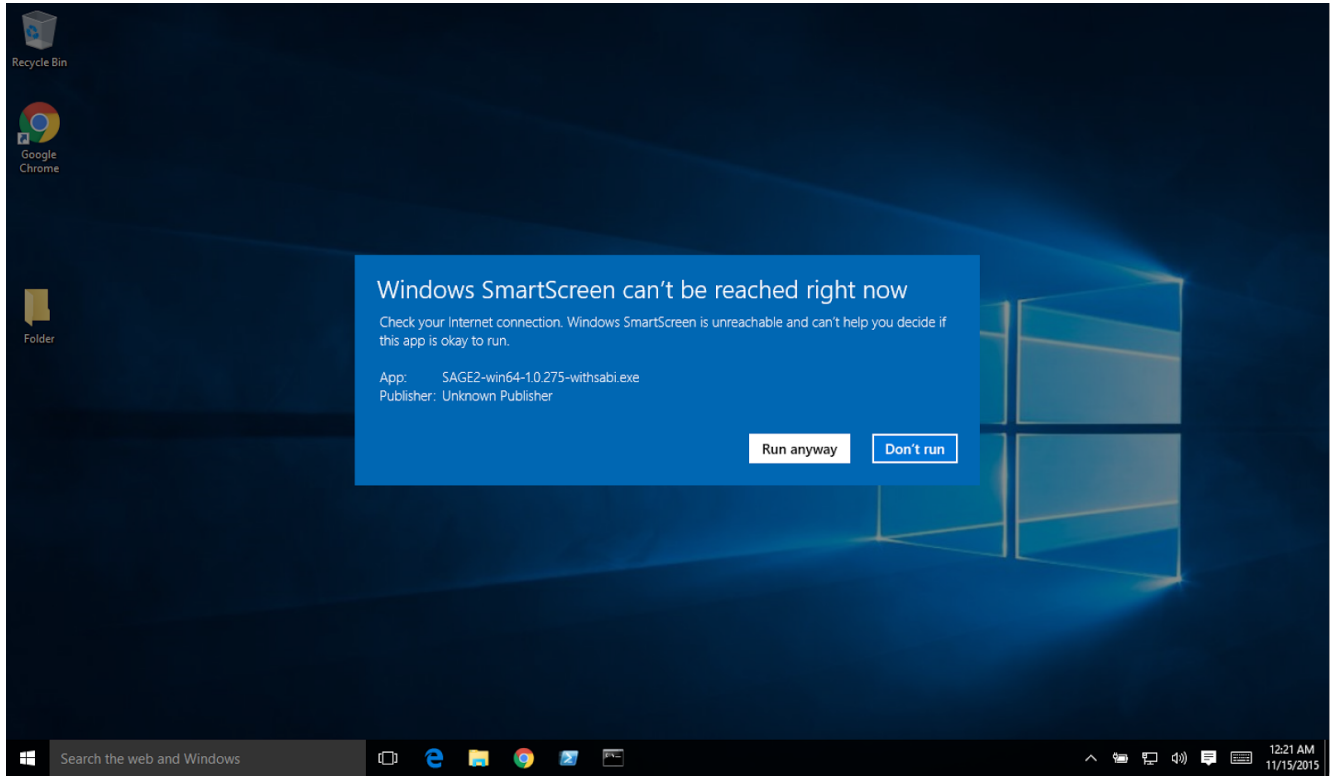 Recycle Bin
Google
Chrome
Folder
Windows SmartScreen can't be reached right now
Check your Internet connection. Windows SmartScreen is unreachable and can't help you decide if
this app is okay to run.
App: SAGE2-win64-1.0.275-withsabi.exe
Publisher: Unknown Publisher
Run anyway
Don't run
Search the web and Windows
12:21 AM
11/15/2015